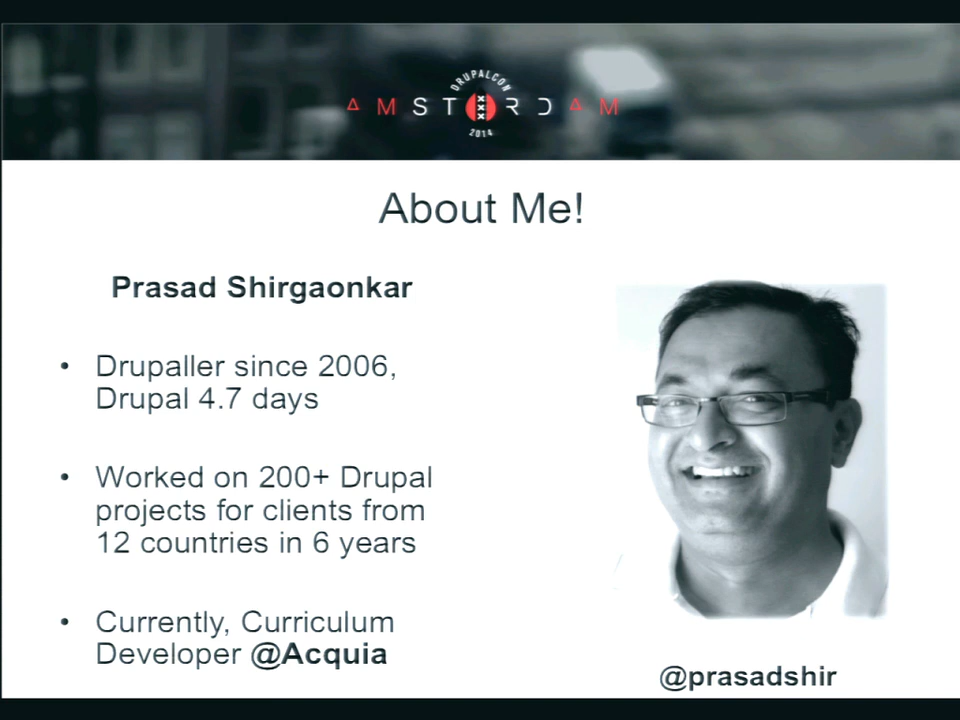 DRUPALCON
AMSTERDAM
2014
About Me!
Prasad Shirgaonkar
• Drupaller since 2006,
Drupal 4.7 days
• Worked on 200+ Drupal
projects for clients from
12 countries in 6 years
• Currently, Curriculum
Developer @Acquia
@prasadshir